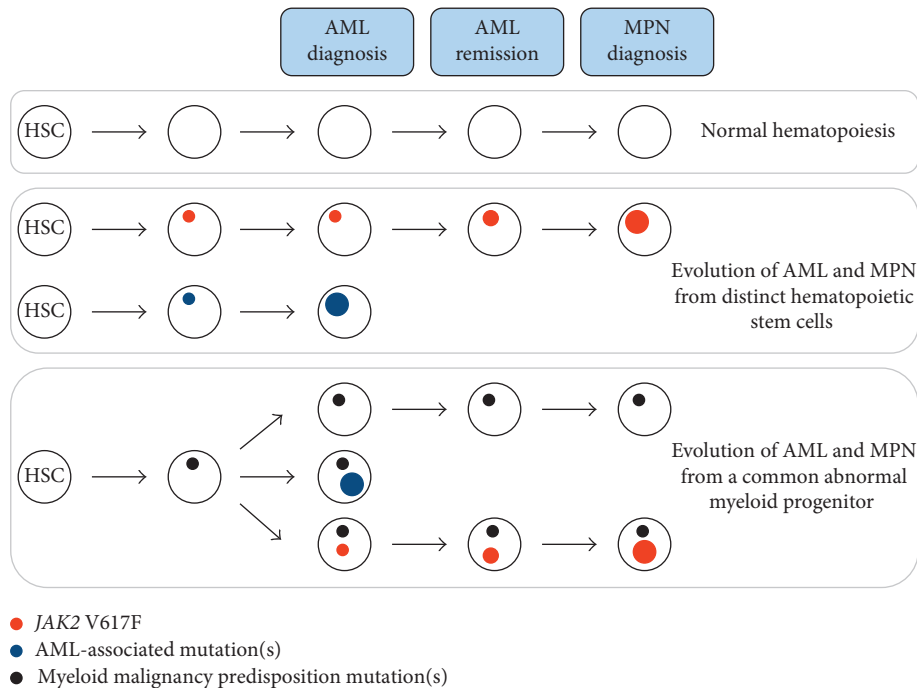 AML
diagnosis
AML
remission
MPN
diagnosis
HSC
Normal hematopoiesis
HSC
HSC
Evolution of AML and MPN
from distinct hematopoietic
stem cells
HSC
Evolution of AML and MPN
from a common abnormal
myeloid progenitor
JAK2 V617F
AML-associated mutation(s)
Myeloid malignancy predisposition mutation(s)